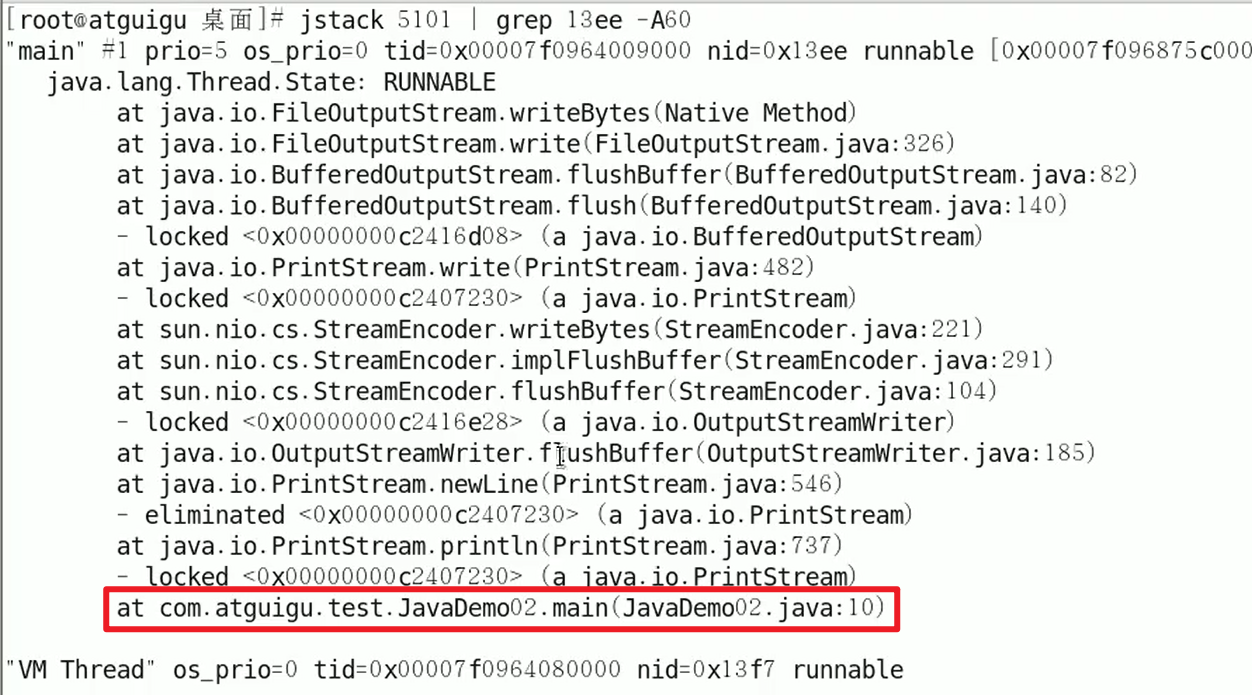 [root@atguigu 桌面]# jstack 5101 | grep 13ee -A60
"main" #1 prio=5 os_prio=0 tid=0x00007f0964009000 nid=0x13ee runnable [0x00007f096875c000
java.lang.Thread.State: RUNNABLE
at java.io.FileOutputStream.writeBytes(Native Method)
at java.io.FileOutputStream.write(FileOutputStream.java:326)
at java.io.BufferedOutputStream.flushBuffer(BufferedOutputStream.java:82)
at java.io.BufferedOutputStream.flush(BufferedOutputStream.java:140)
- locked <0x00000000c2416d08> (a java.io.BufferedOutputStream)
at java.io.PrintStream.write(PrintStream.java:482)
- locked <0x00000000c2407230> (a java.io.PrintStream)
at sun.nio.cs.StreamEncoder.writeBytes(StreamEncoder.java:221)
at sun.nio.cs.StreamEncoder.implFlushBuffer(StreamEncoder.java:291)
at sun.nio.cs.StreamEncoder.flushBuffer(StreamEncoder.java:104)
- locked <0x00000000c2416e28> (a java.io.OutputStreamWriter)
at java.io.OutputStreamWriter.flushBuffer(OutputStreamWriter.java:185)
at java.io.PrintStream.newLine(PrintStream.java:546)
- eliminated <0x00000000c2407230> (a java.io.PrintStream)
at java.io.PrintStream.println(PrintStream.java:737)
- locked <0x00000000c2407230> (a java.io.PrintStream)
at com.atguigu.test.JavaDemo02.main(JavaDemo02.java:10)
"VM Thread" os_prio=0 tid=0x00007f0964080000 nid=0x13f7 runnable